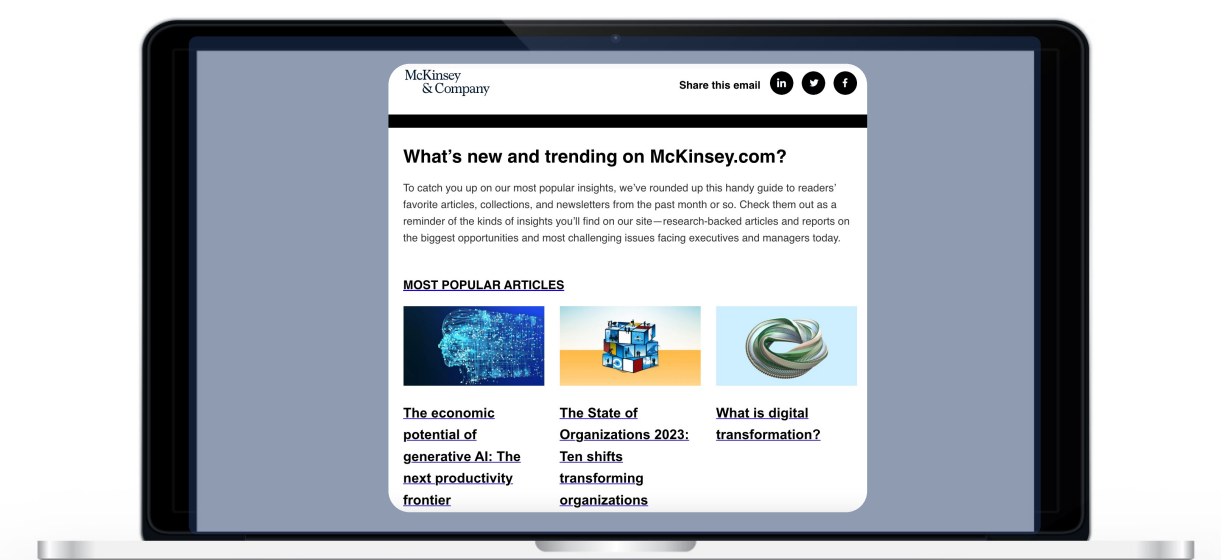 McKinsey
& Company
Share this email
What's new and trending on McKinsey.com?
To catch you up on our most popular insights, we've rounded up this handy guide to readers'
favorite articles, collections, and newsletters from the past month or so. Check them out as a
reminder of the kinds of insights you'll find on our site—research-backed articles and reports on
the biggest opportunities and most challenging issues facing executives and managers today.
MOST POPULAR ARTICLES
The economic
potential of
generative AI: The
next productivity
frontier
The State of
Organizations 2023:
Ten shifts
transforming
organizations
What is digital
transformation?